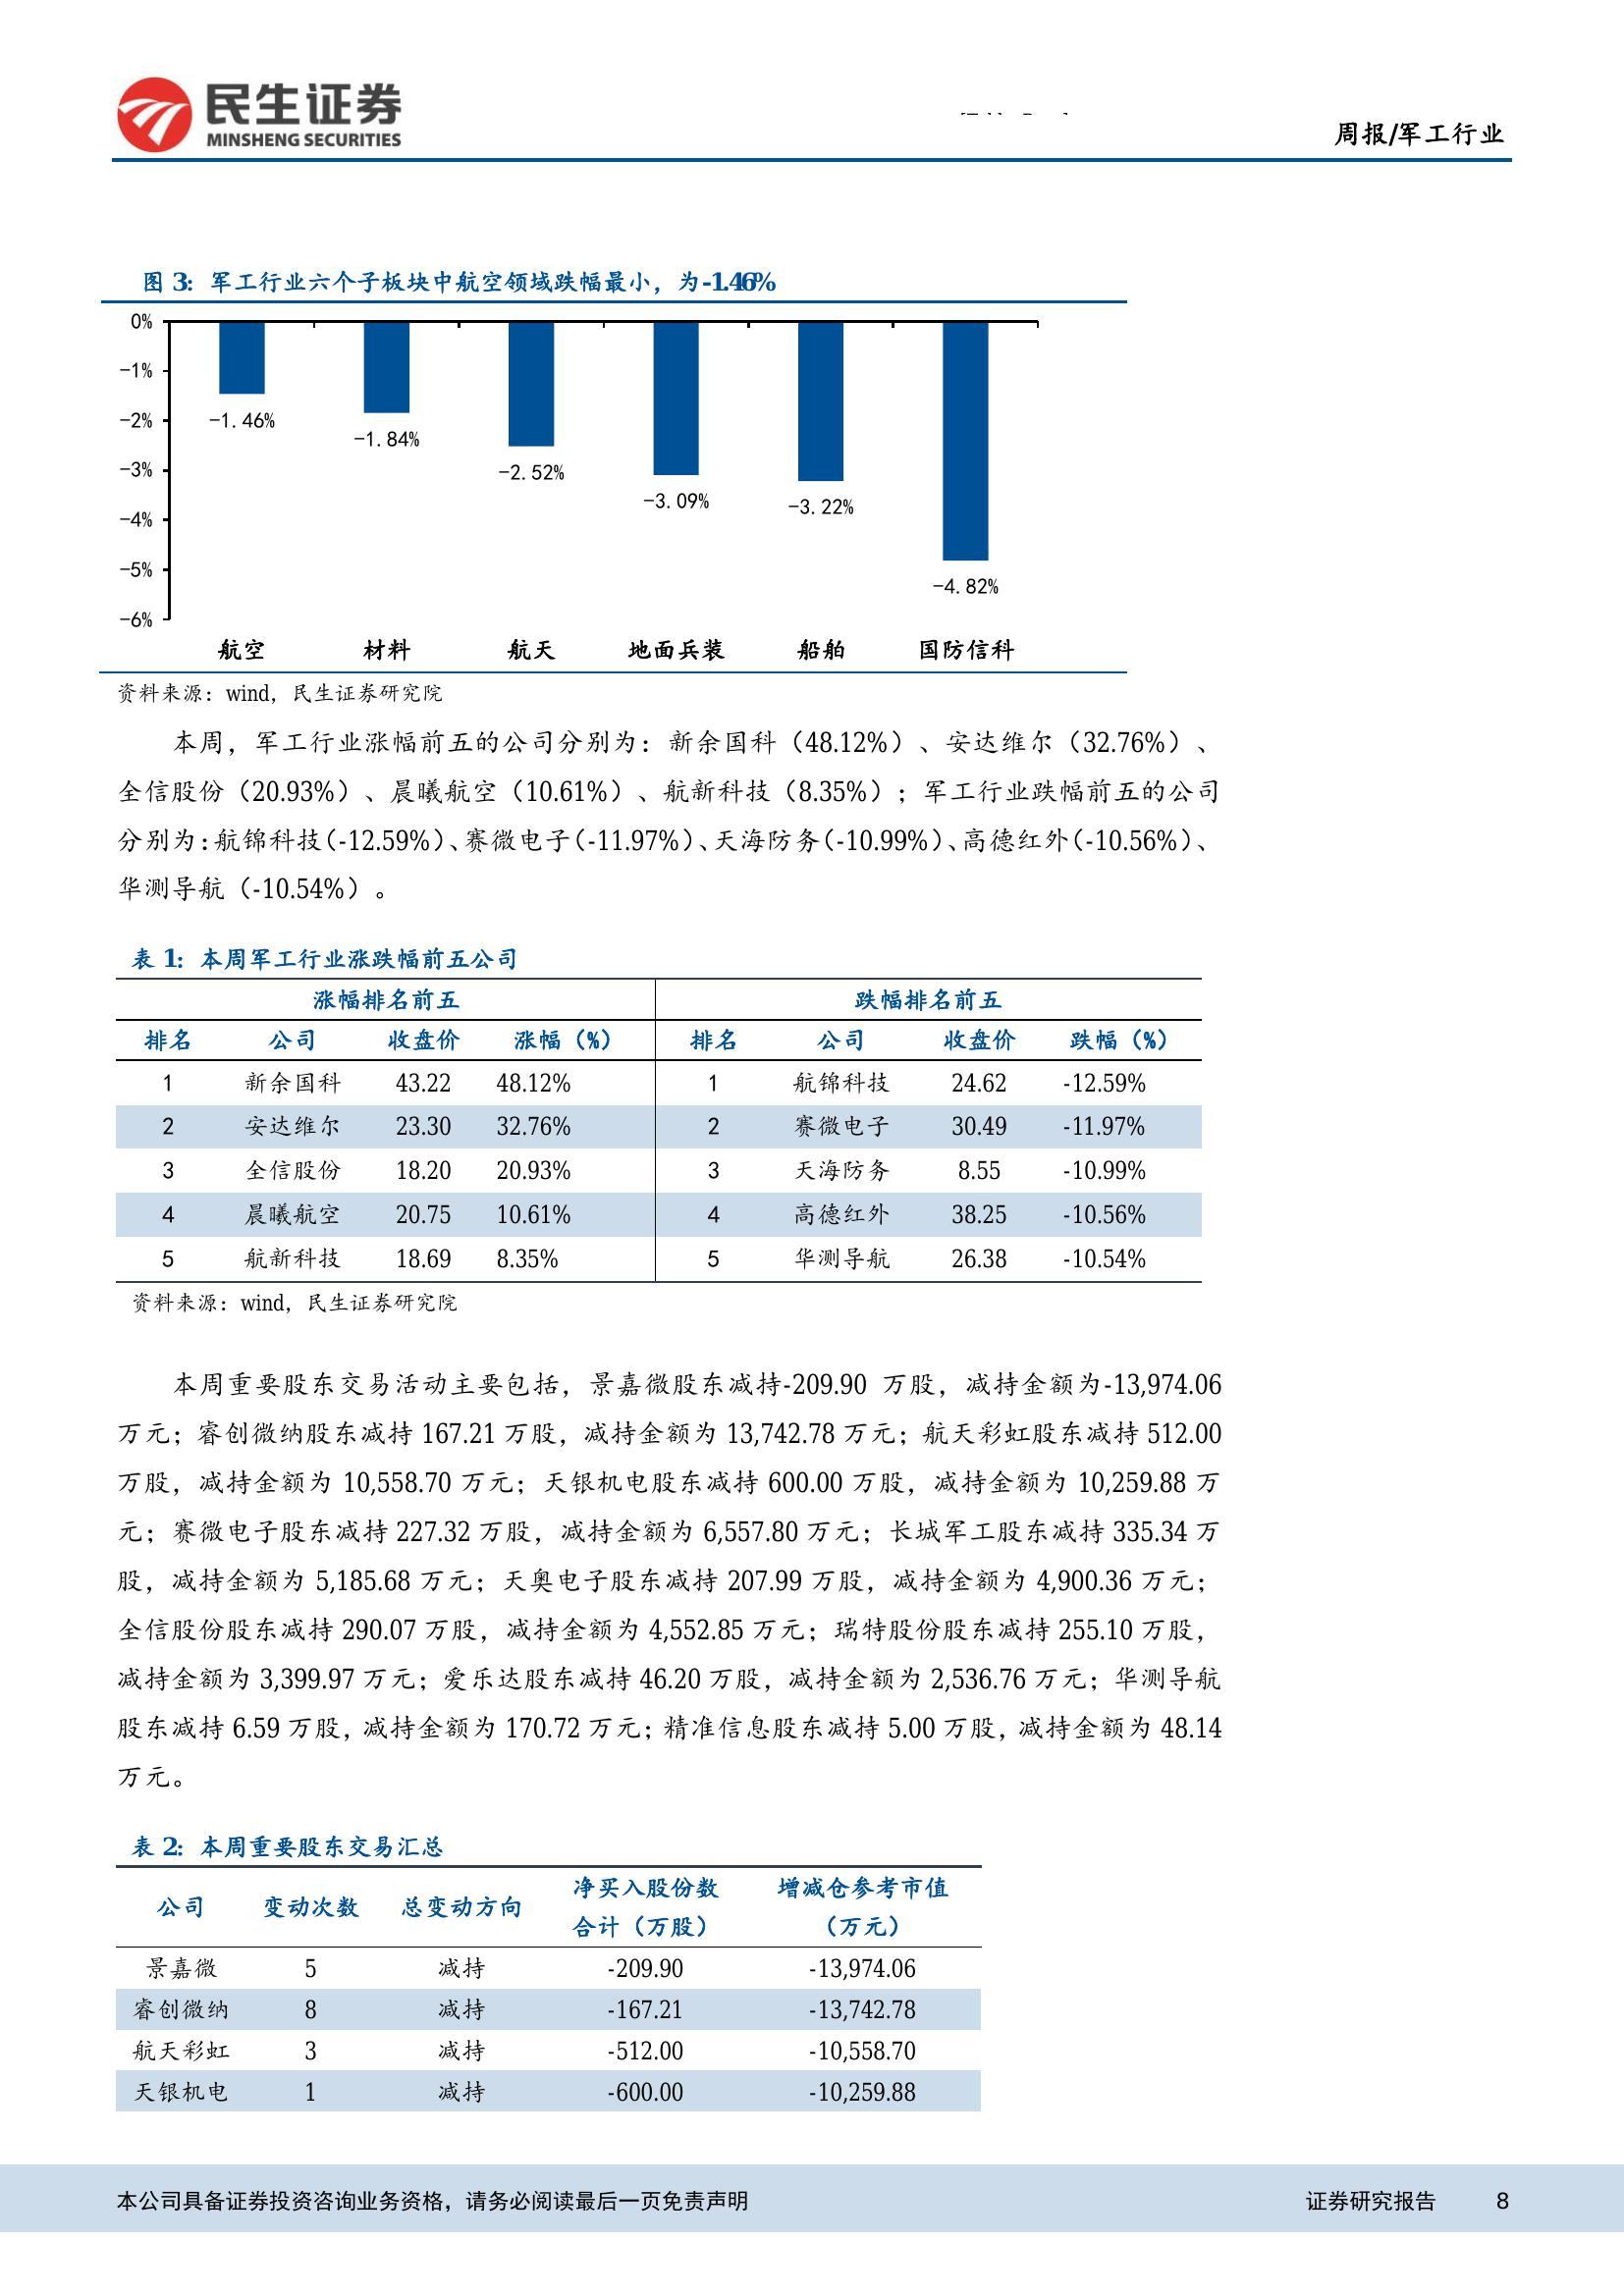 民生证券
MINSHENG SECURITIES
周报/军工行业
图 3：军工行业六个子板块中航空领域跌幅最小，为-1.46%
0%
-1%
-2%
-3%
-4%
-5%
-6%
-1.46%
-1.84%
-2.52%
-3.09%
-3.22%
-4.82%
航空 材料 航天 地面兵装 船舶 国防信科
资料来源：wind，民生证券研究院
本周，军工行业涨幅前五的公司分别为：新余国科（48.12%）、安达维尔（32.76%）、
全信股份（20.93%）、晨曦航空（10.61%）、航新科技（8.35%）；军工行业跌幅前五的公司
分别为：航锦科技（-12.59%）、赛微电子（-11.97%）、天海防务（-10.99%）、高德红外（-10.56%）、
华测导航（-10.54%）。
表 1：本周军工行业涨跌幅前五公司
涨幅排名前五 跌幅排名前五
排名 公司 收盘价 涨幅（%） 排名 公司 收盘价 跌幅（%）
1 新余国科 43.22 48.12% 1 航锦科技 24.62 -12.59%
2 安达维尔 23.30 32.76% 2 赛微电子 30.49 -11.97%
3 全信股份 18.20 20.93% 3 天海防务 8.55 -10.99%
4 晨曦航空 20.75 10.61% 4 高德红外 38.25 -10.56%
5 航新科技 18.69 8.35% 5 华测导航 26.38 -10.54%
资料来源：wind，民生证券研究院
本周重要股东交易活动主要包括，景嘉微股东减持-209.90 万股，减持金额为-13,974.06
万元；睿创微纳股东减持 167.21 万股，减持金额为 13,742.78 万元；航天彩虹股东减持 512.00
万股，减持金额为 10,558.70 万元；天银机电股东减持 600.00 万股，减持金额为 10,259.88 万
元；赛微电子股东减持 227.32 万股，减持金额为 6,557.80 万元；长城军工股东减持 335.34 万
股，减持金额为 5,185.68 万元；天奥电子股东减持 207.99 万股，减持金额为 4,900.36 万元；
全信股份股东减持 290.07 万股，减持金额为 4,552.85 万元；瑞特股份股东减持 255.10 万股，
减持金额为 3,399.97 万元；爱乐达股东减持 46.20 万股，减持金额为 2,536.76 万元；华测导航
股东减持 6.59 万股，减持金额为 170.72 万元；精准信息股东减持 5.00 万股，减持金额为 48.14
万元。
表 2：本周重要股东交易汇总
公司 变动次数 总变动方向 净买入股份数合计（万股） 增减仓参考市值（万元）
景嘉微 5 减持 -209.90 -13,974.06
睿创微纳 8 减持 -167.21 -13,742.78
航天彩虹 3 减持 -512.00 -10,558.70
天银机电 1 减持 -600.00 -10,259.88
本公司具备证券投资咨询业务资格，请务必阅读最后一页免责声明 证券研究报告 8